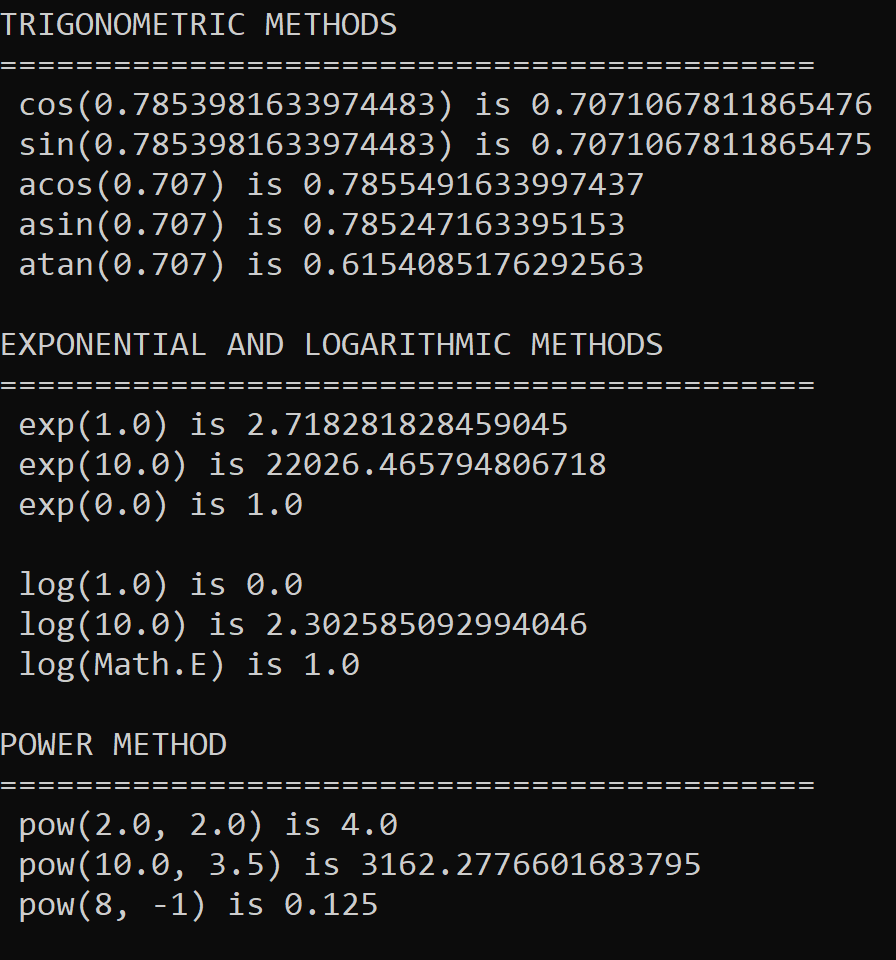 TRIGONOMETRIC METHODS
===========================================
cos(0.7853981633974483) is 0.7071067811865476
sin(0.7853981633974483) is 0.7071067811865475
acos(0.707) is 0.7855491633997437
asin(0.707) is 0.785247163395153
atan(0.707) is 0.6154085176292563
EXPONENTIAL AND LOGARITHMIC METHODS
===========================================
exp(1.0) is 2.718281828459045
exp(10.0) is 22026.465794806718
exp(0.0) is 1.0
log(1.0) is 0.0
log(10.0) is 2.302585092994046
log(Math.E) is 1.0
POWER METHOD
===========================================
pow(2.0, 2.0) is 4.0
pow(10.0, 3.5) is 3162.2776601683795
pow(8, -1) is 0.125